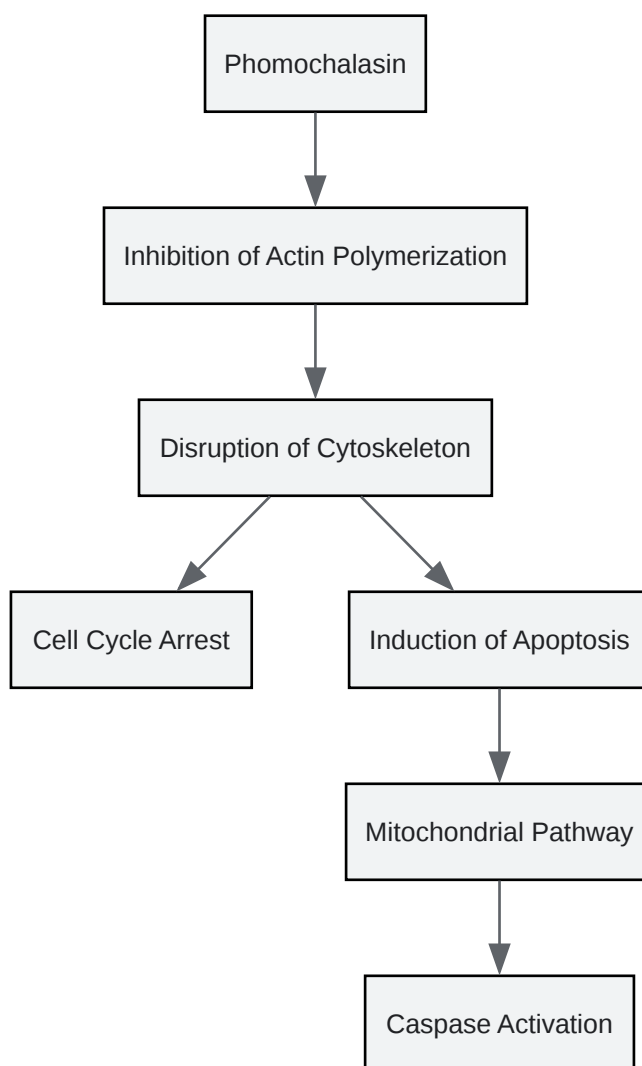 Phomochalasin
Inhibition of Actin Polymerization
Disruption of Cytoskeleton
Cell Cycle Arrest
Induction of Apoptosis
Mitochondrial Pathway
Caspase Activation